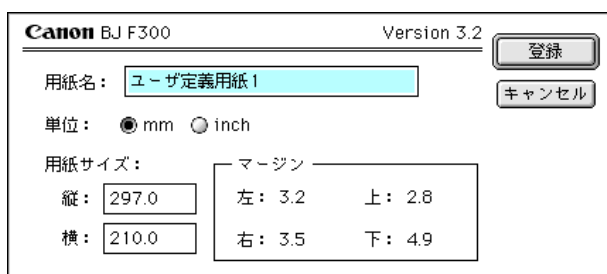 Canon BJ F300 Version 3.2
登録
用紙名： ユーザ定義用紙1
キャンセル
単位： mm inch
用紙サイズ： マージン
縦： 297.0 左： 3.2 上： 2.8
横： 210.0 右： 3.5 下： 4.9